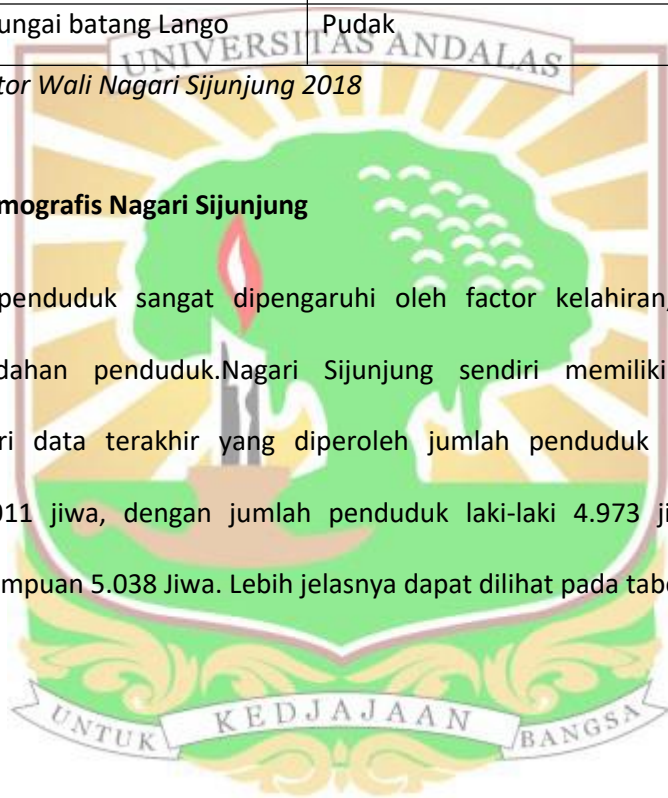 ungai batang Lango Pudak
UNIVERSITAS ANDALAS
tor Wali Nagari Sijunjung 2018
mografis Nagari Sijunjung
penduduk sangat dipengaruhi oleh factor kelahiran,
dahan penduduk.Nagari Sijunjung sendiri memiliki
ri data terakhir yang diperoleh jumlah penduduk
011 jiwa, dengan jumlah penduduk laki-laki 4.973 ji
mpuan 5.038 Jiwa. Lebih jelasnya dapat dilihat pada tabe
UNTUK KEDJAJAAN BANGSA